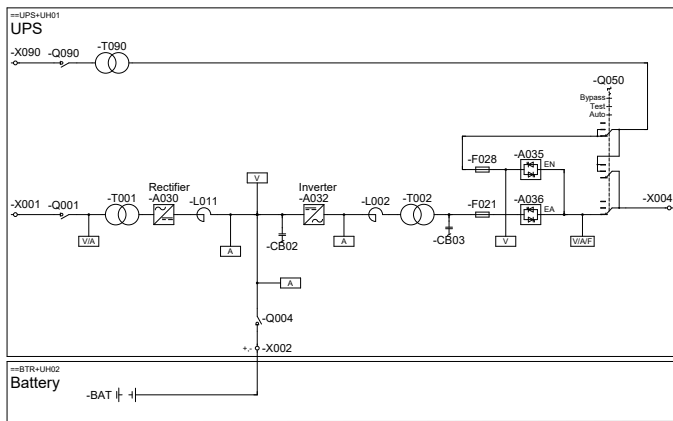 ==UPS+UH01
UPS
-X090 -Q090 -T090
-Q050
Bypass
Test
Auto
-F028 -A035 EN
Rectifier
-X001 -Q001 -T001 -A030 -L011
V
Inverter
-A032 -L002 -T002
-F021 -A036 EA
-X004
-CB02
-CB03
V/A
A
A
V
V/A/F
A
-Q004
+,- -X002
==BTR+UH02
Battery
-BAT